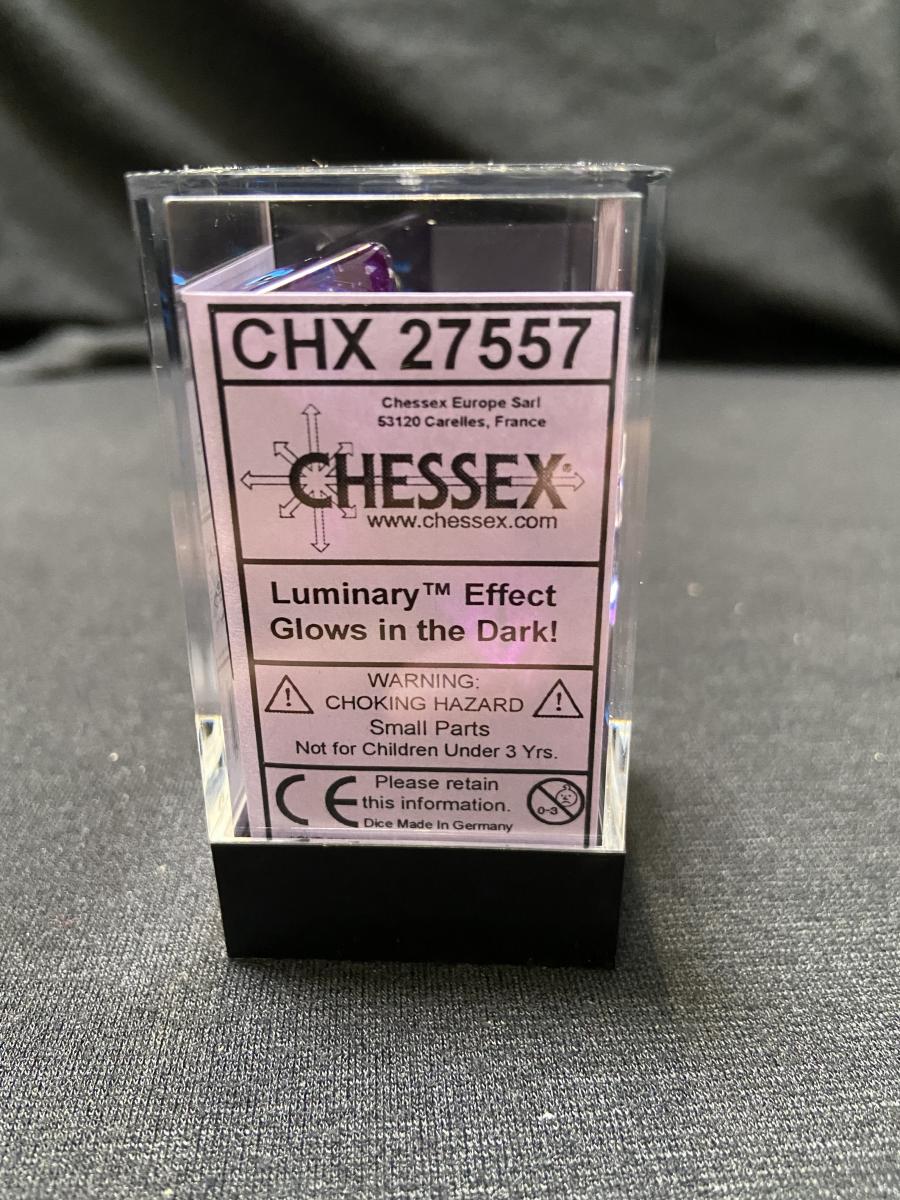 CHX 27557
Chessex Europe Sarl
53120 Carelles, France
CHESSEX®
www.chessex.com
Luminary™ Effect
Glows in the Dark!
WARNING:
CHOKING HAZARD
Small Parts
Not for Children Under 3 Yrs.
CE
Please retain
this information.
0-3
Dice Made In Germany